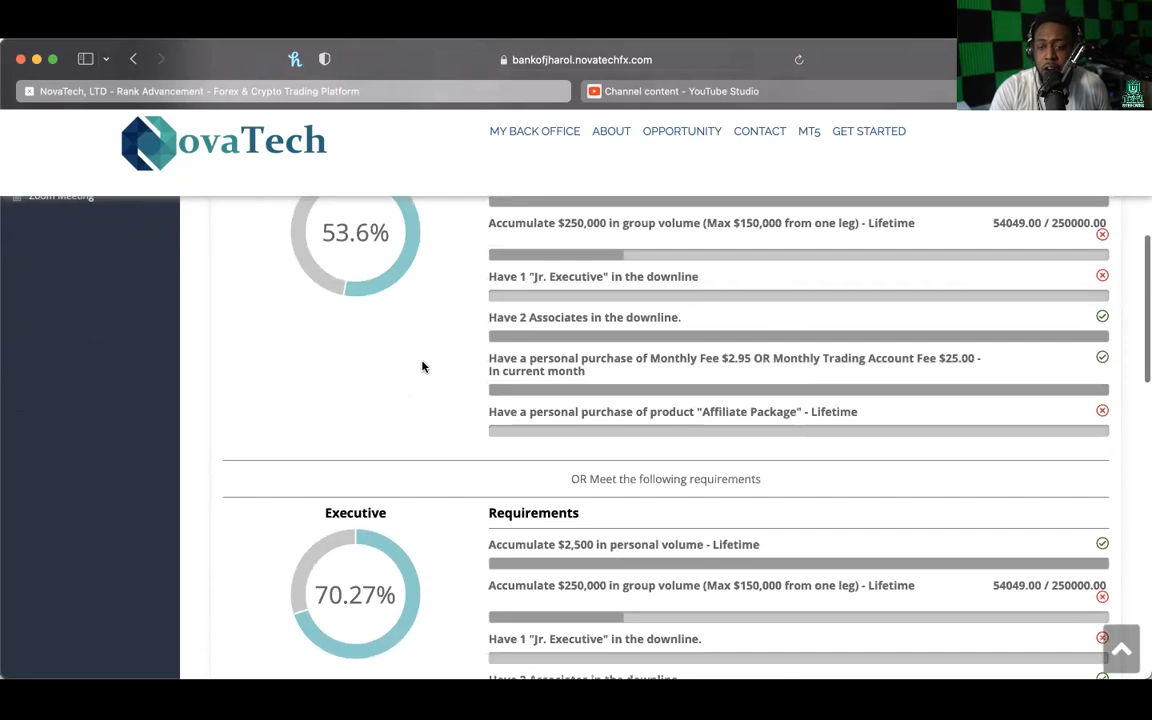 bankofjharol.novatechfx.com
NovaTech, LTD - Rank Advancement - Forex & Crypto Trading Platform
Channel content - YouTube Studio
NovaTech
MY BACK OFFICE
ABOUT
OPPORTUNITY
CONTACT
MT5
GET STARTED
Zoom Meeting
53.6%
Accumulate $250,000 in group volume (Max $150,000 from one leg) - Lifetime
54049.00 / 250000.00
Have 1 "Jr. Executive" in the downline
Have 2 Associates in the downline.
Have a personal purchase of Monthly Fee $2.95 OR Monthly Trading Account Fee $25.00 -
In current month
Have a personal purchase of product "Affiliate Package" - Lifetime
OR Meet the following requirements
Executive
Requirements
70.27%
Accumulate $2,500 in personal volume - Lifetime
Accumulate $250,000 in group volume (Max $150,000 from one leg) - Lifetime
54049.00 / 250000.00
Have 1 "Jr. Executive" in the downline.